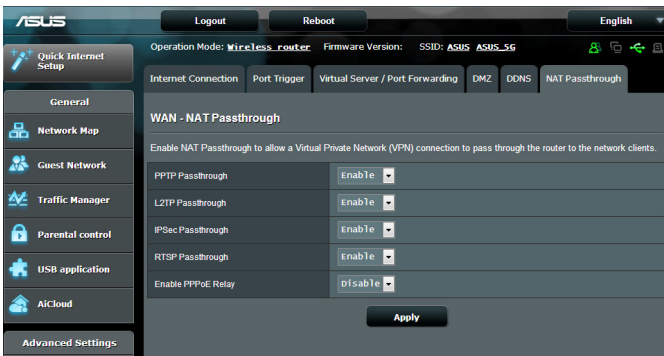 ASUS
Logout
Reboot
English
Operation Mode: Wireless router Firmware Version: SSID: ASUS ASUS_5G
Quick Internet
Setup
General
Network Map
Guest Network
Traffic Manager
Parental control
USB application
AiCloud
Advanced Settings
Internet Connection
Port Trigger
Virtual Server / Port Forwarding
DMZ
DDNS
NAT Passthrough
WAN - NAT Passthrough
Enable NAT Passthrough to allow a Virtual Private Network (VPN) connection to pass through the router to the network clients.
PPTP Passthrough Enable
L2TP Passthrough Enable
IPSec Passthrough Enable
RTSP Passthrough Enable
Enable PPPoE Relay Disable
Apply